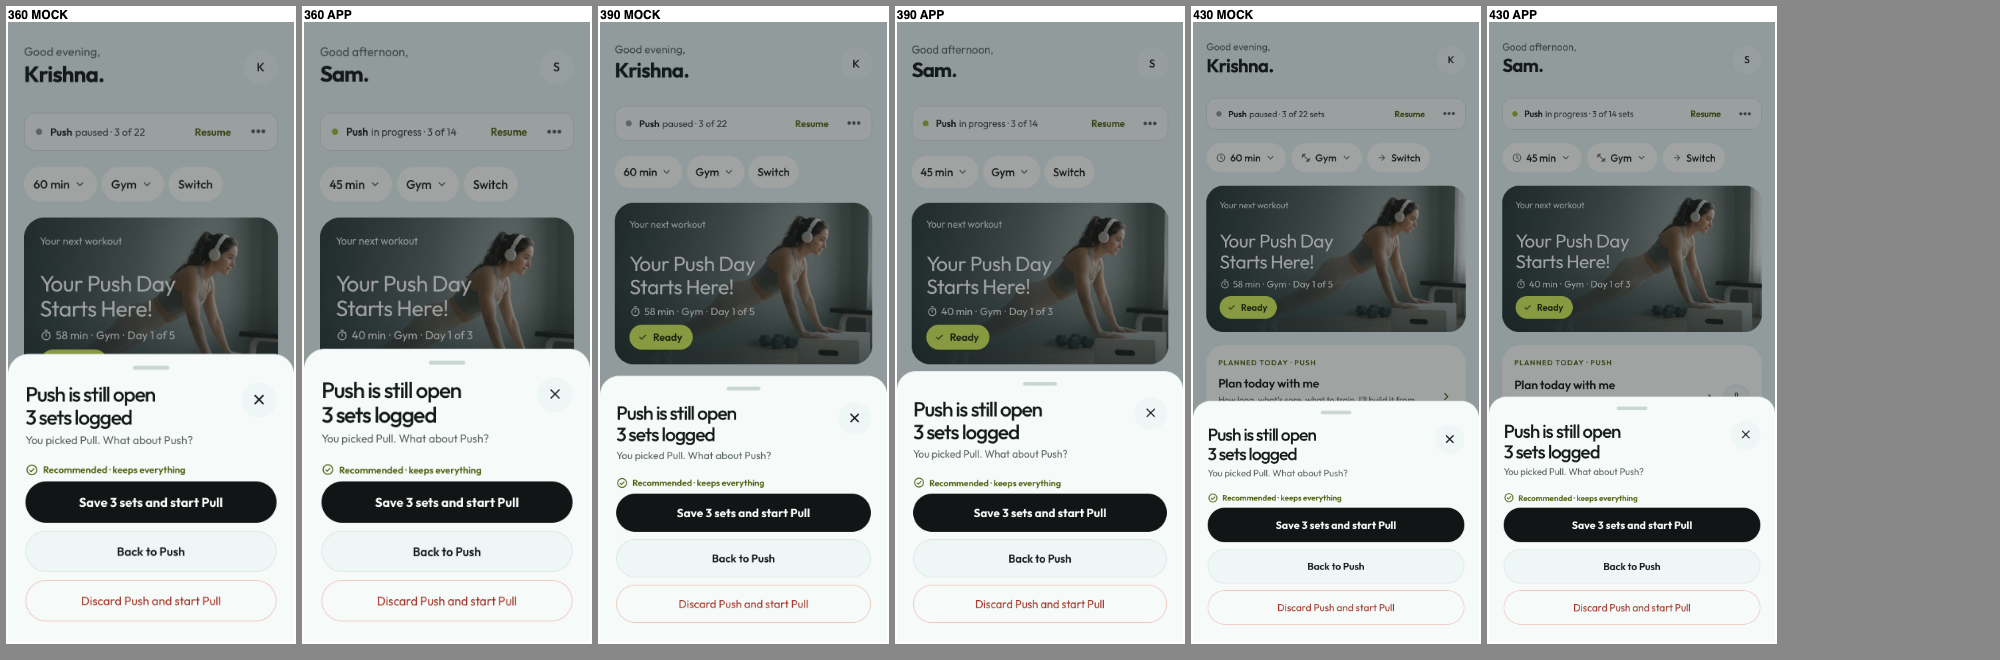 360 MOCK
Good evening,
Krishna.
K
Push paused · 3 of 22
Resume
60 min
Gym
Switch
Your next workout
Your Push Day
Starts Here!
58 min · Gym · Day 1 of 5
Push is still open
3 sets logged
You picked Pull. What about Push?
Recommended · keeps everything
Save 3 sets and start Pull
Back to Push
Discard Push and start Pull
360 APP
Good afternoon,
Sam.
S
Push in progress · 3 of 14
Resume
45 min
Gym
Switch
Your next workout
Your Push Day
Starts Here!
40 min · Gym · Day 1 of 3
Push is still open
3 sets logged
You picked Pull. What about Push?
Recommended · keeps everything
Save 3 sets and start Pull
Back to Push
Discard Push and start Pull
390 MOCK
Good evening,
Krishna.
K
Push paused · 3 of 22
Resume
60 min
Gym
Switch
Your next workout
Your Push Day
Starts Here!
58 min · Gym · Day 1 of 5
Ready
Push is still open
3 sets logged
You picked Pull. What about Push?
Recommended · keeps everything
Save 3 sets and start Pull
Back to Push
Discard Push and start Pull
390 APP
Good afternoon,
Sam.
S
Push in progress · 3 of 14
Resume
45 min
Gym
Switch
Your next workout
Your Push Day
Starts Here!
40 min · Gym · Day 1 of 3
Ready
Push is still open
3 sets logged
You picked Pull. What about Push?
Recommended · keeps everything
Save 3 sets and start Pull
Back to Push
Discard Push and start Pull
430 MOCK
Good evening,
Krishna.
K
Push paused · 3 of 22 sets
Resume
60 min
Gym
Switch
Your next workout
Your Push Day
Starts Here!
58 min · Gym · Day 1 of 5
Ready
PLANNED TODAY · PUSH
Plan today with me
How long, what's sore, what to train. I'll build it from
Push is still open
3 sets logged
You picked Pull. What about Push?
Recommended · keeps everything
Save 3 sets and start Pull
Back to Push
Discard Push and start Pull
430 APP
Good afternoon,
Sam.
S
Push in progress · 3 of 14 sets
Resume
45 min
Gym
Switch
Your next workout
Your Push Day
Starts Here!
40 min · Gym · Day 1 of 3
Ready
PLANNED TODAY · PUSH
Plan today with me
Push is still open
3 sets logged
You picked Pull. What about Push?
Recommended · keeps everything
Save 3 sets and start Pull
Back to Push
Discard Push and start Pull